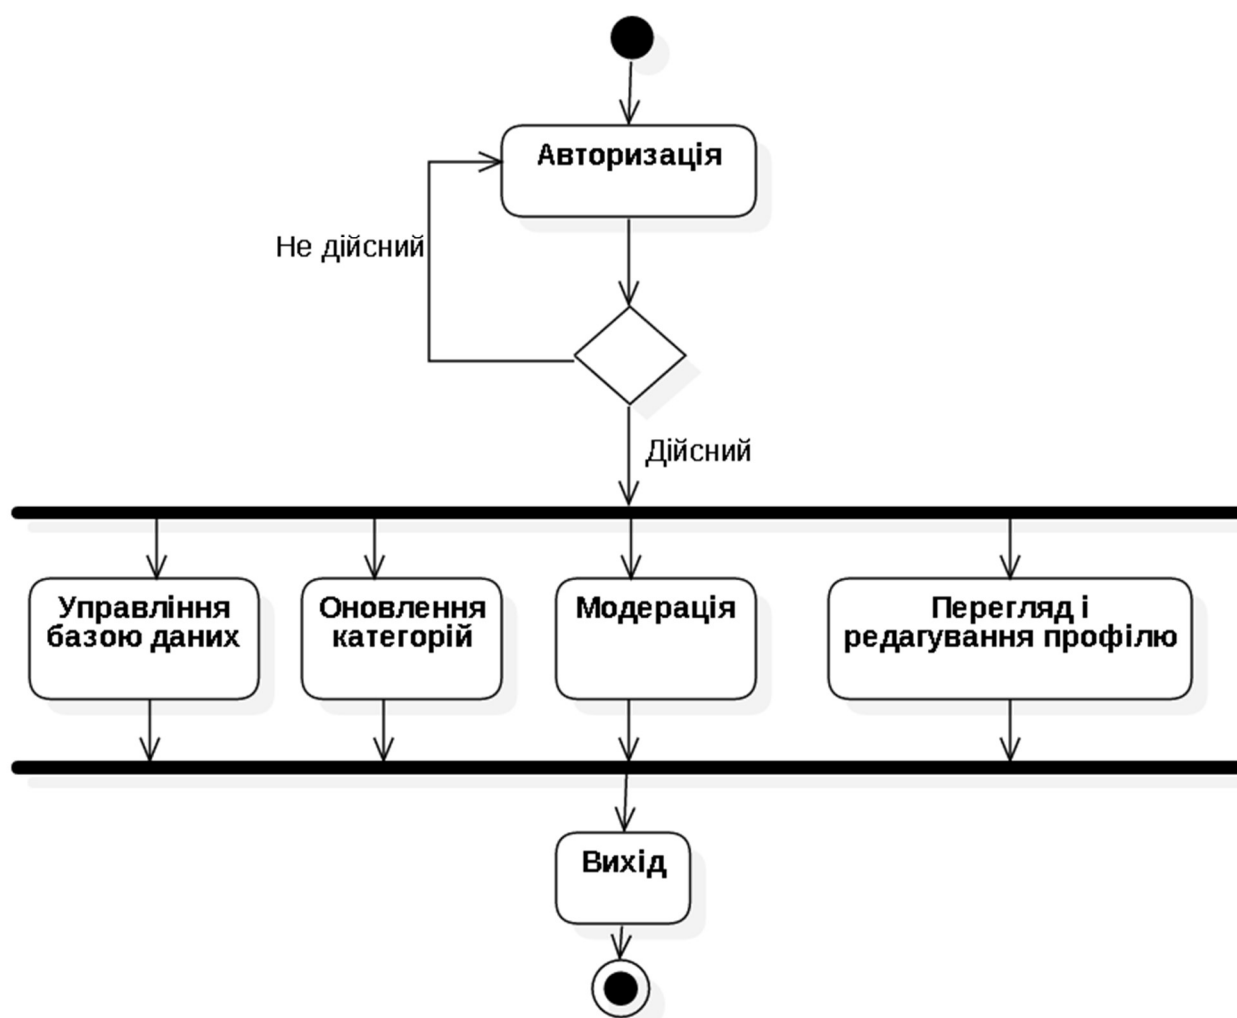 Авторизація
Не дійсний
Дійсний
Управління
базою даних
Оновлення
категорій
Модерація
Перегляд і
редагування профілю
Вихід